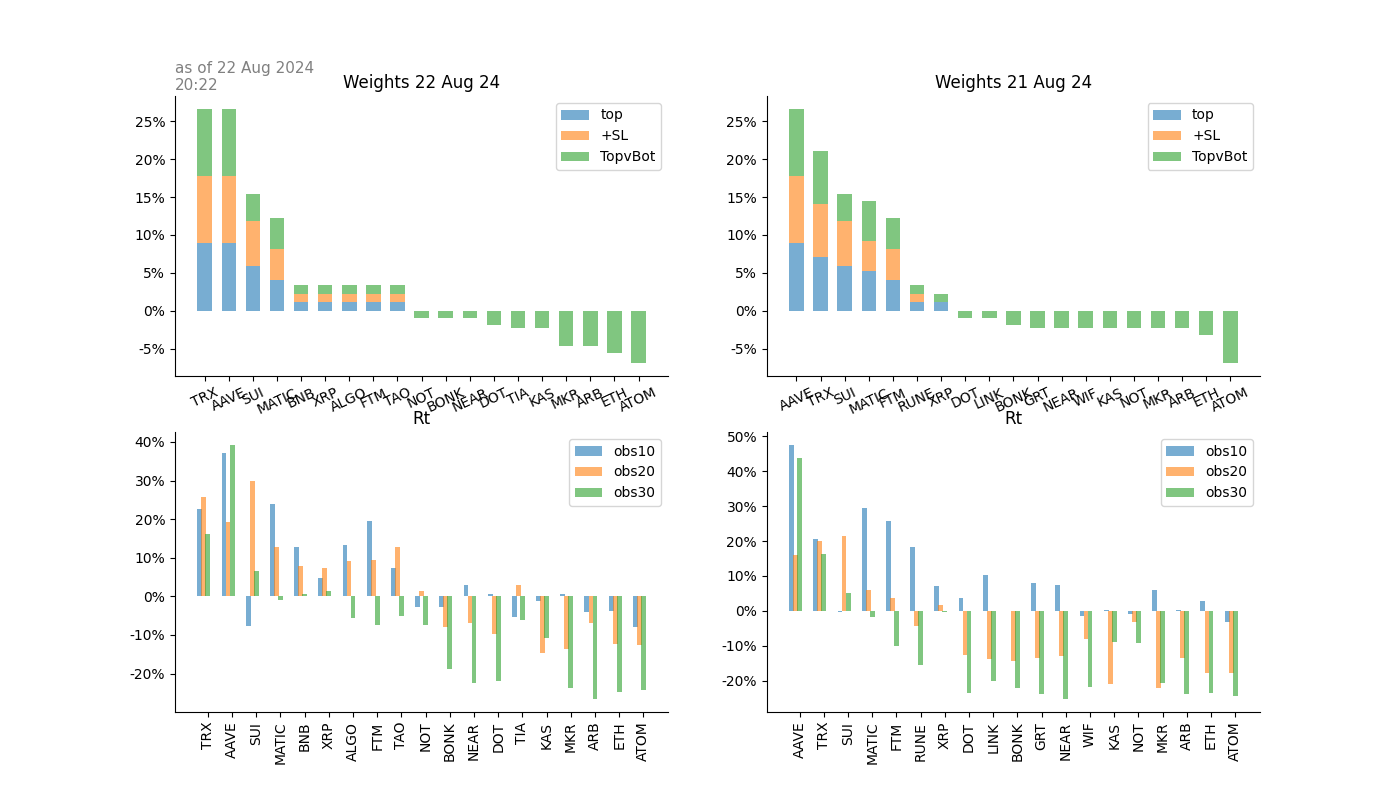 as of 22 Aug 2024
20:22
Weights 22 Aug 24
25%
20%
15%
10%
5%
0%
-5%
top
+SL
TopvBot
TRX AAVE SUI MATIC BNB XRP ALGO FTM TAO NOT BONK NEAR DOT TIA KAS MKR ARB ETH ATOM
Weights 21 Aug 24
25%
20%
15%
10%
5%
0%
-5%
top
+SL
TopvBot
AAVE TRX SUI MATIC FTM RUNE XRP DOT LINK BONK GRT NEAR WIF KAS NOT MKR ARB ETH ATOM
Rt
40%
30%
20%
10%
0%
-10%
-20%
obs10
obs20
obs30
TRX AAVE SUI MATIC BNB XRP ALGO FTM TAO NOT BONK NEAR DOT TIA KAS MKR ARB ETH ATOM
Rt
50%
40%
30%
20%
10%
0%
-10%
-20%
obs10
obs20
obs30
AAVE TRX SUI MATIC FTM RUNE XRP DOT LINK BONK GRT NEAR WIF KAS NOT MKR ARB ETH ATOM